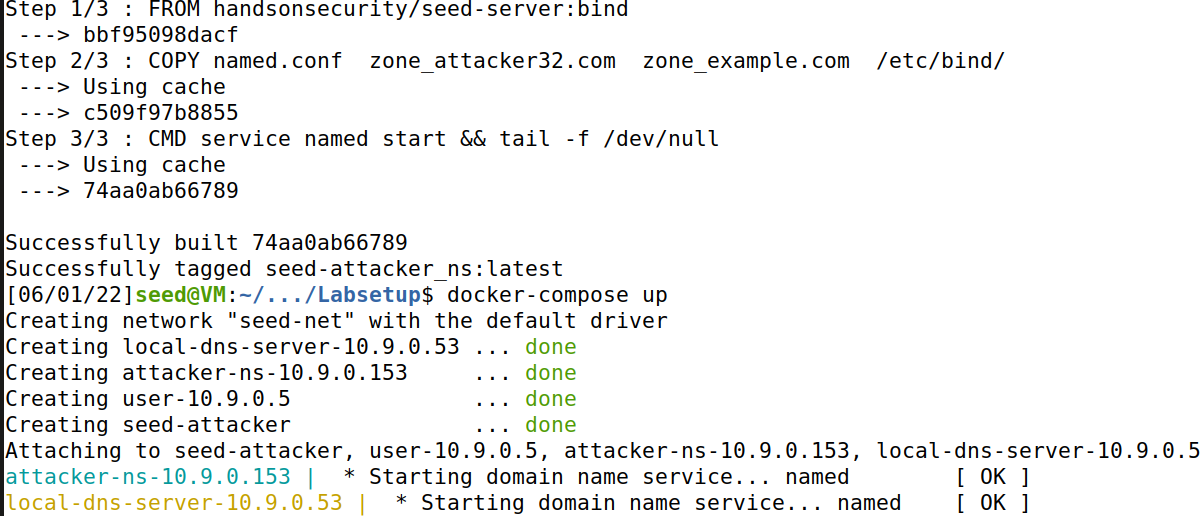 Step 1/3 : FROM handsonsecurity/seed-server:bind
 ---> bbf95098dacf
Step 2/3 : COPY named.conf  zone_attacker32.com  zone_example.com  /etc/bind/
 ---> Using cache
 ---> c509f97b8855
Step 3/3 : CMD service named start && tail -f /dev/null
 ---> Using cache
 ---> 74aa0ab66789
Successfully built 74aa0ab66789
Successfully tagged seed-attacker_ns:latest
[06/01/22]seed@VM:~/.../Labsetup$ docker-compose up
Creating network "seed-net" with the default driver
Creating local-dns-server-10.9.0.53 ... done
Creating attacker-ns-10.9.0.153     ... done
Creating user-10.9.0.5              ... done
Creating seed-attacker              ... done
Attaching to seed-attacker, user-10.9.0.5, attacker-ns-10.9.0.153, local-dns-server-10.9.0.5
attacker-ns-10.9.0.153 |  * Starting domain name service... named        [ OK ]
local-dns-server-10.9.0.53 |  * Starting domain name service... named    [ OK ]